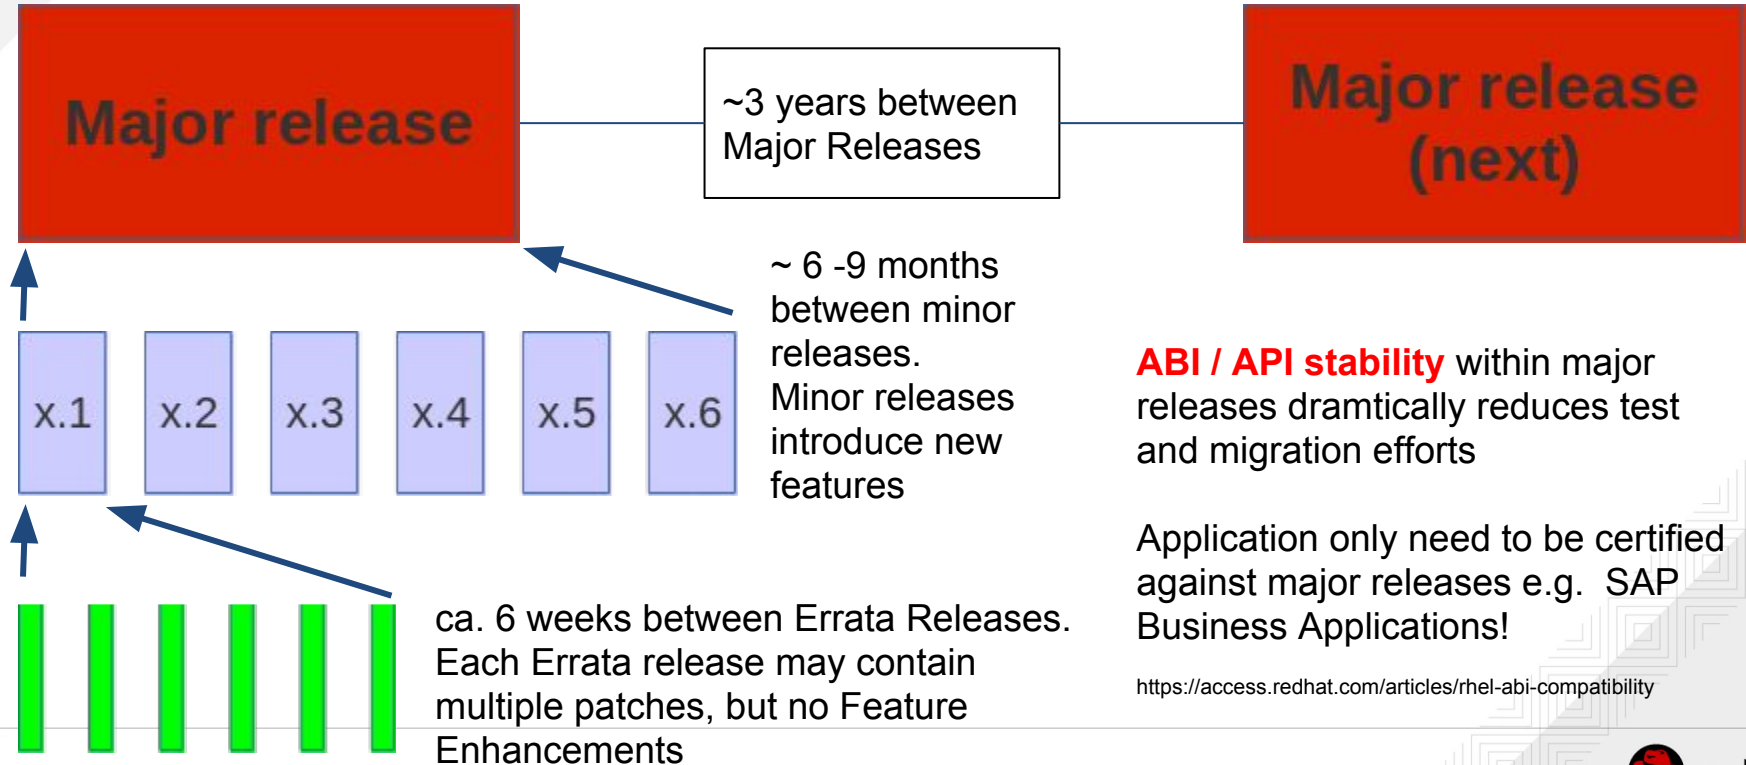 Major release
~3 years between
Major Releases
Major release
(next)
~ 6 -9 months
between minor
releases.
Minor releases
introduce new
features
x.1
x.2
x.3
x.4
x.5
x.6
ABI / API stability within major
releases dramtically reduces test
and migration efforts
Application only need to be certified
against major releases e.g. SAP
Business Applications!
https://access.redhat.com/articles/rhel-abi-compatibility
ca. 6 weeks between Errata Releases.
Each Errata release may contain
multiple patches, but no Feature
Enhancements